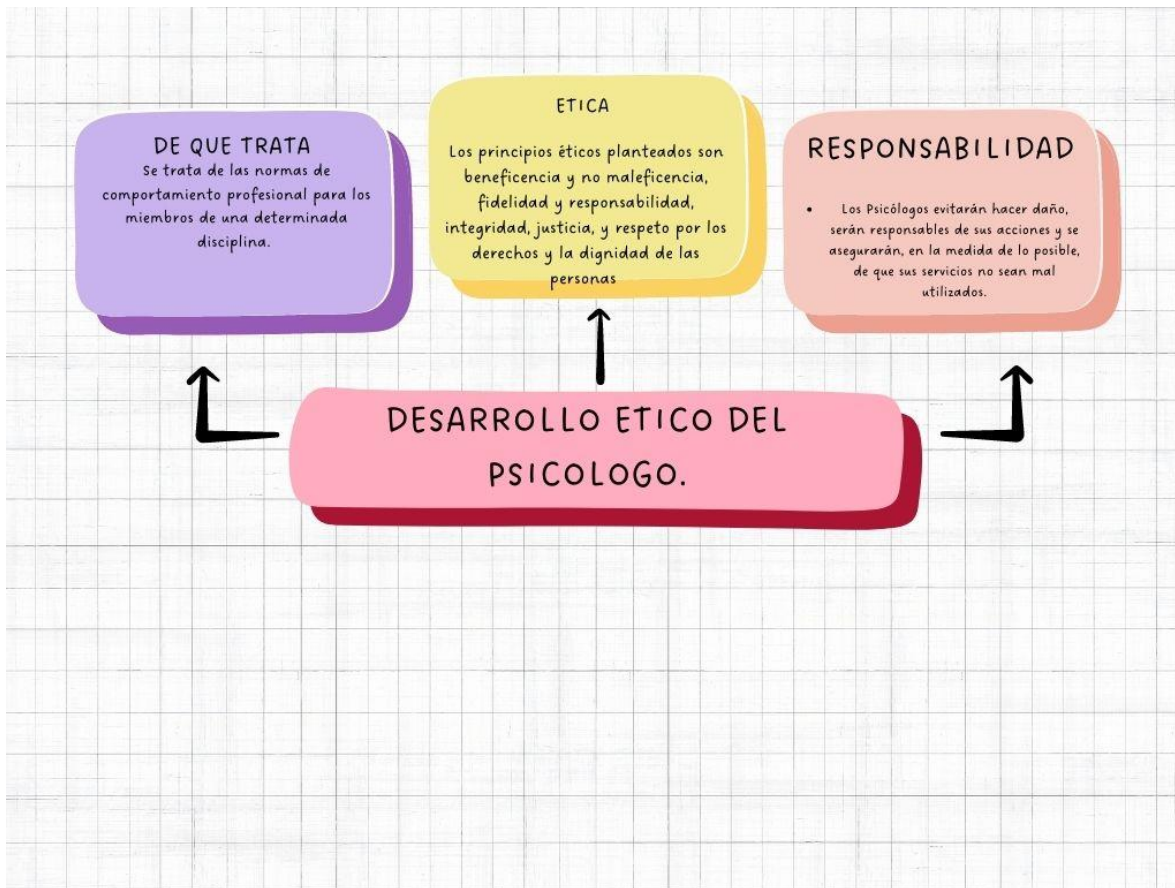 DE QUE TRATA
Se trata de las normas de
comportamiento profesional para los
miembros de una determinada
disciplina.
ETICA
Los principios éticos planteados son
beneficencia y no maleficencia,
fidelidad y responsabilidad,
integridad, justicia, y respeto por los
derechos y la dignidad de las
personas
RESPONSABILIDAD
• Los Psicólogos evitarán hacer daño,
serán responsables de sus acciones y se
asegurarán, en la medida de lo posible,
de que sus servicios no sean mal
utilizados.
DESARROLLO ETICO DEL
PSICOLOGO.